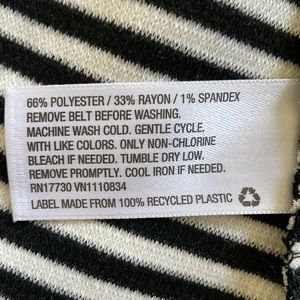 66% POLYESTER / 33% RAYON / 1% SPANDEX
REMOVE BELT BEFORE WASHING.
MACHINE WASH COLD. GENTLE CYCLE.
WITH LIKE COLORS. ONLY NON-CHLORINE
BLEACH IF NEEDED. TUMBLE DRY LOW.
REMOVE PROMPTLY. COOL IRON IF NEEDED.
RN17730 VN1110834
LABEL MADE FROM 100% RECYCLED PLASTIC